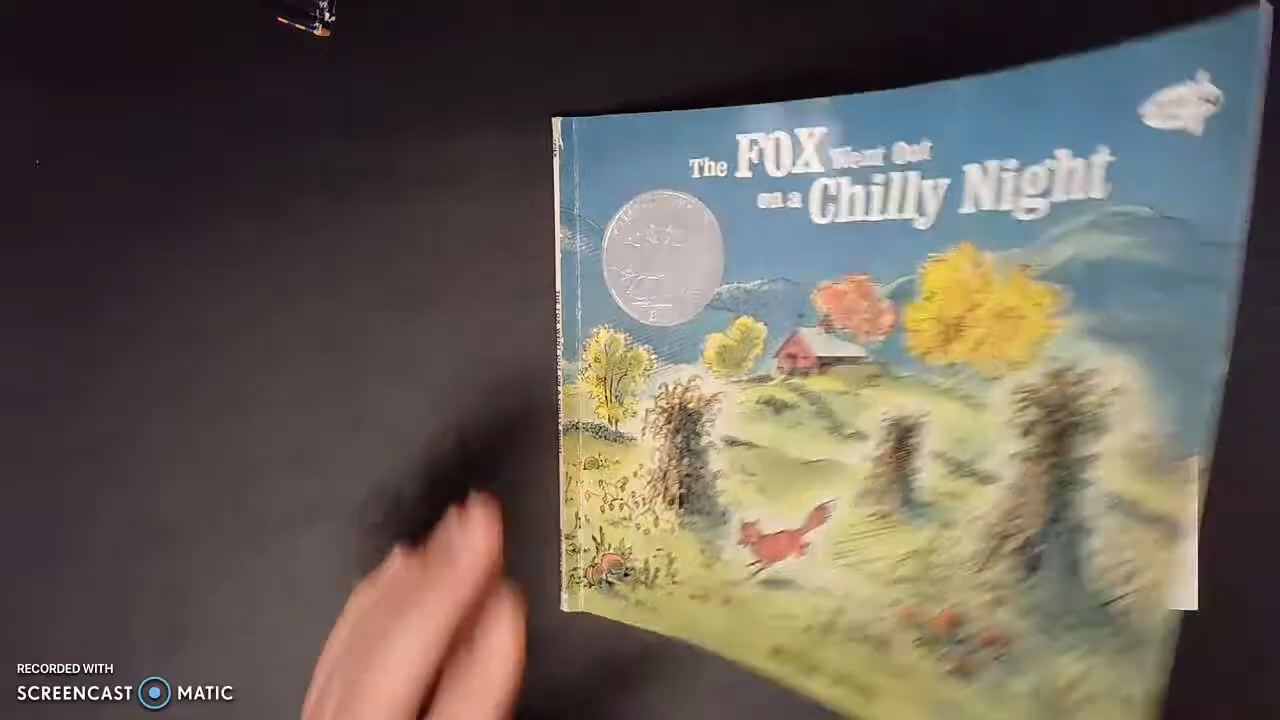 The FOX Went Out
on a Chilly Night
RECORDED WITH
SCREENCAST MATIC